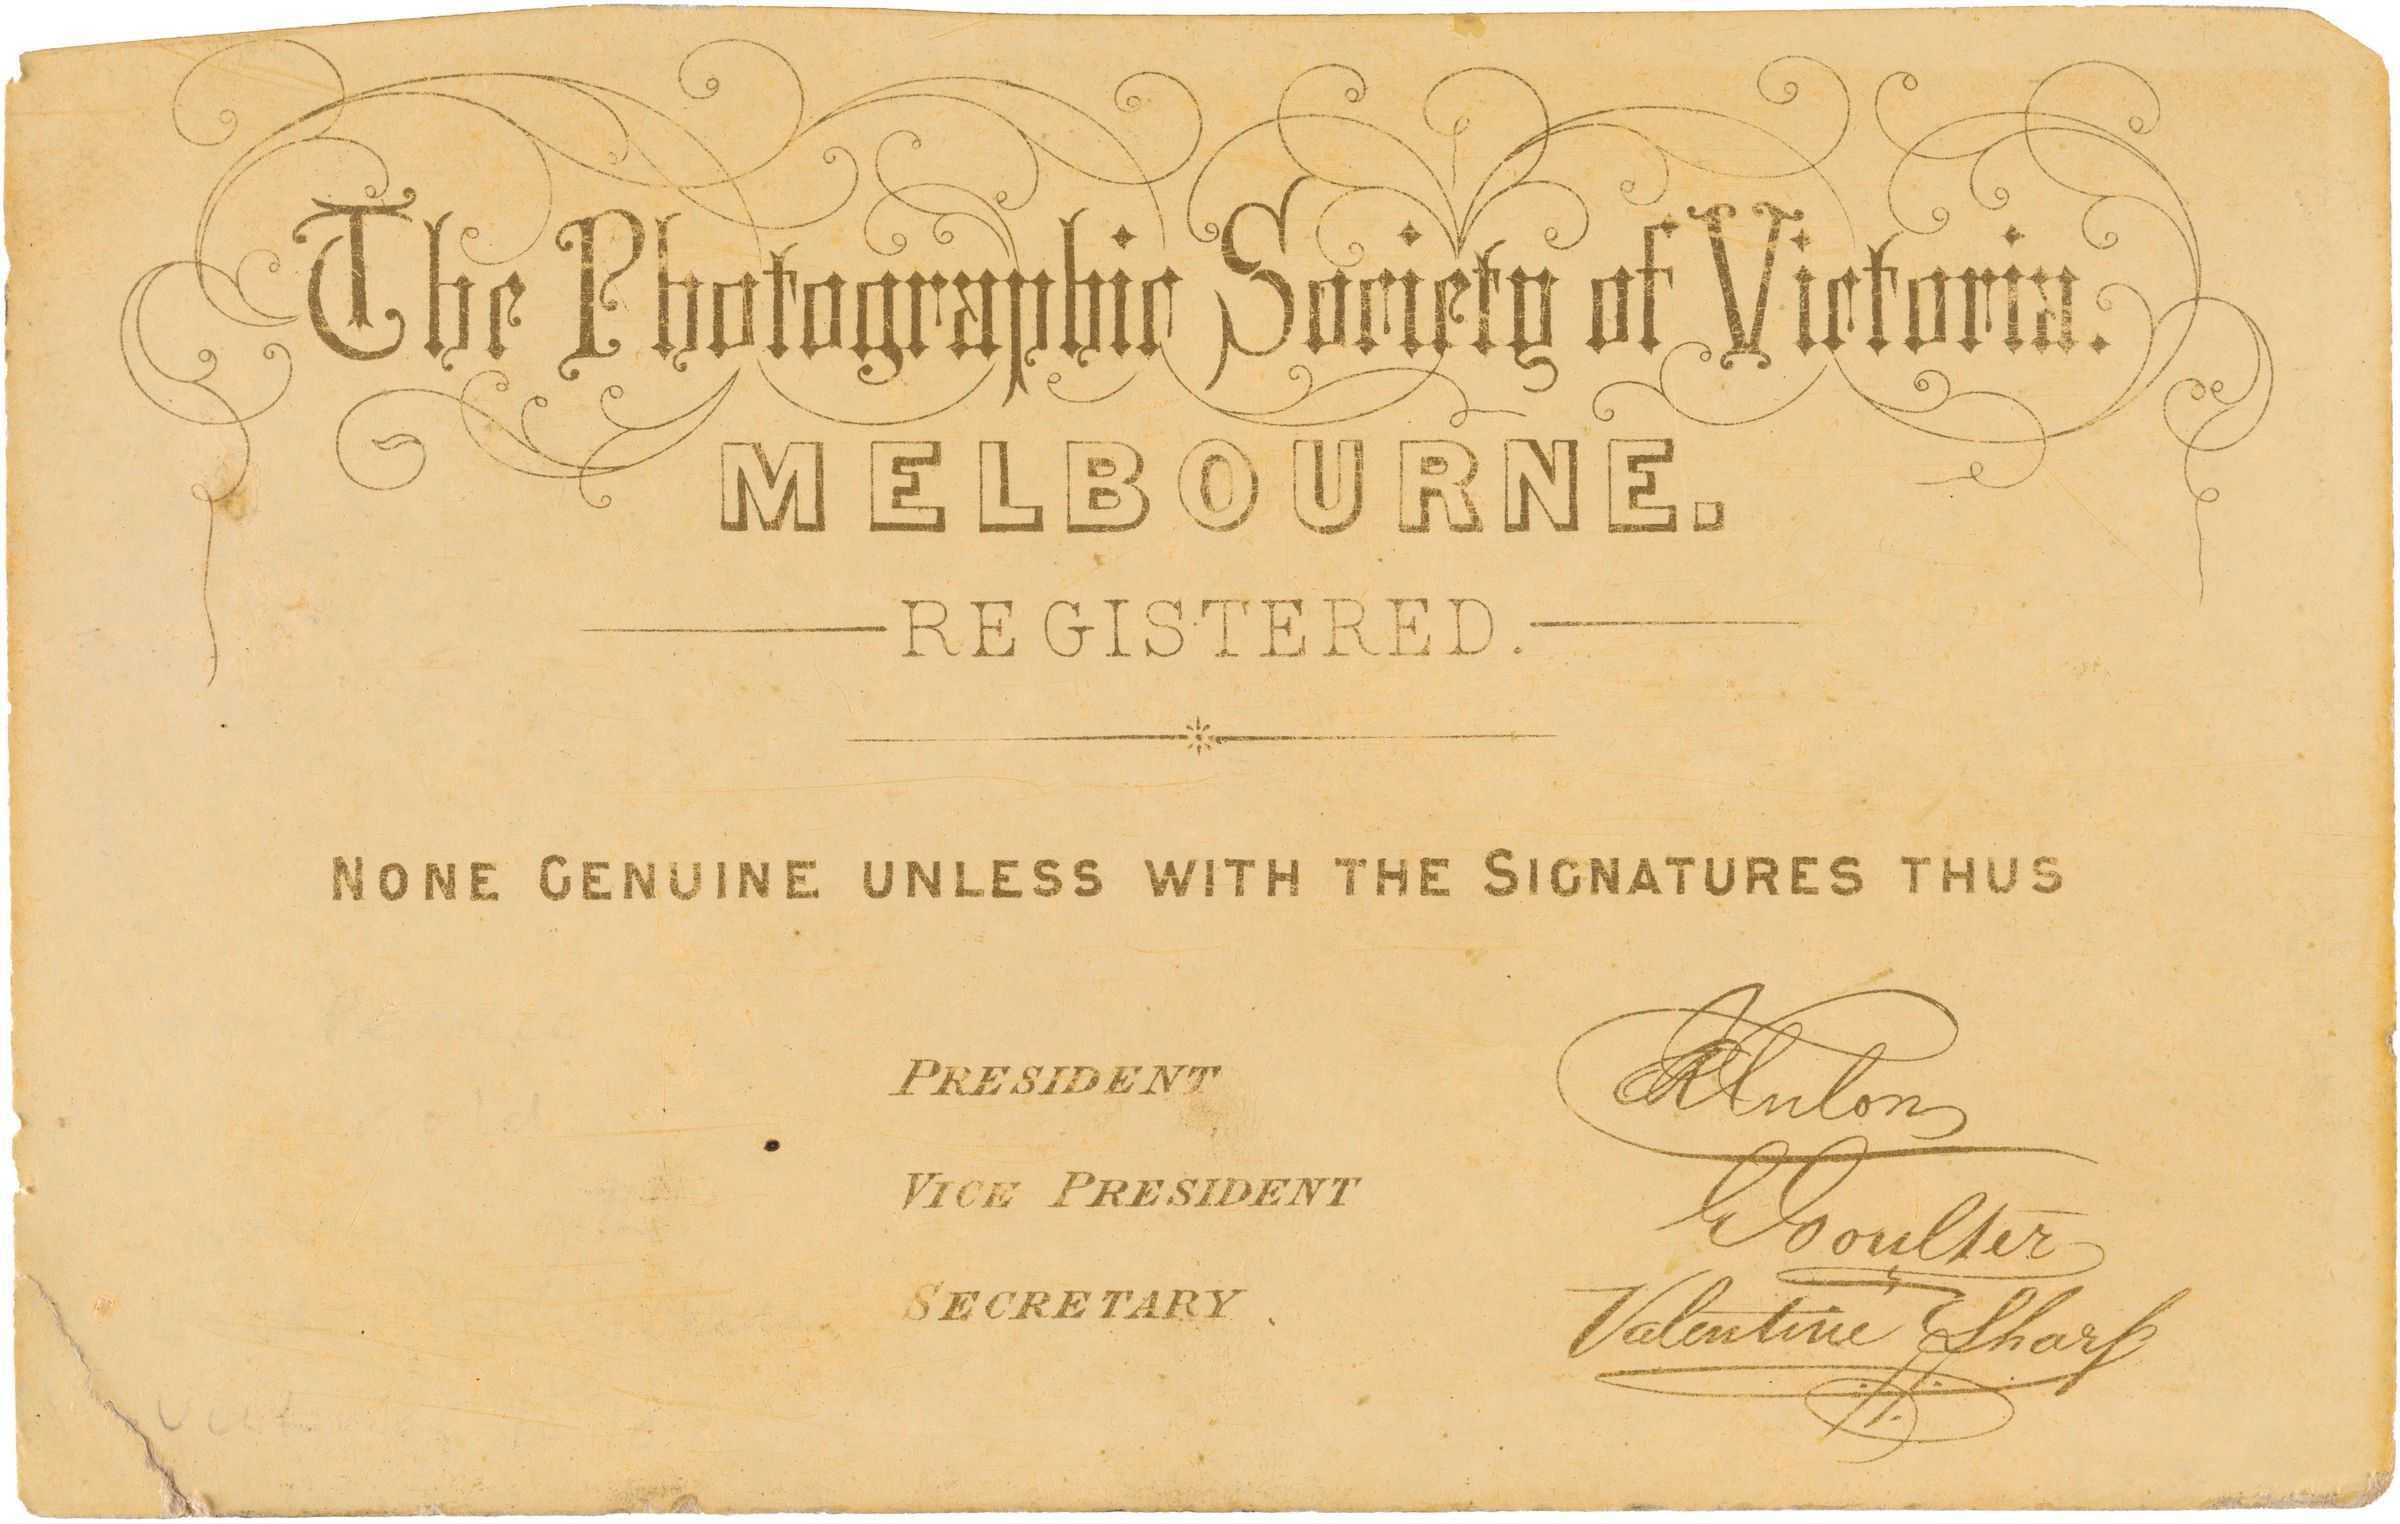 The Photographic Society of Victoria.
MELBOURNE.
REGISTERED.
NONE GENUINE UNLESS WITH THE SIGNATURES THUS
PRESIDENT
VICE PRESIDENT Coulter
SECRETARY Valentine Sharp